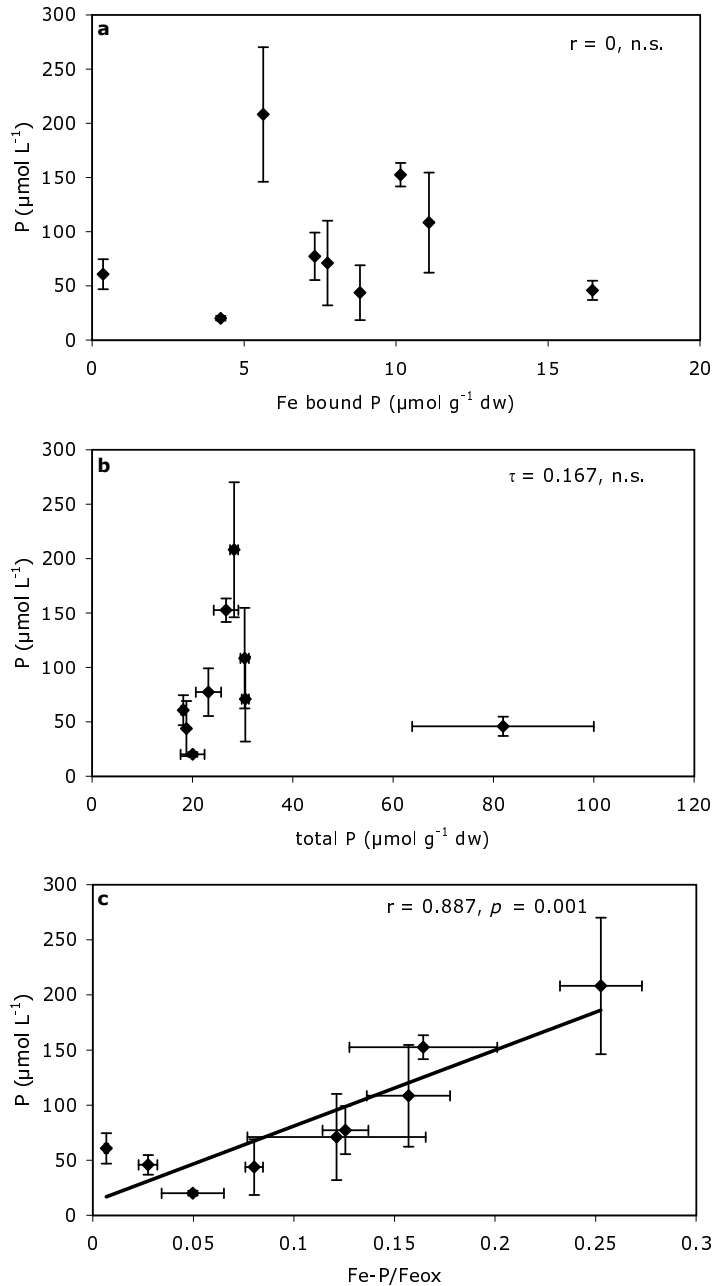 a
r = 0, n.s.
300
250
200
150
100
50
0
P (μmol L⁻¹)
0 5 10 15 20
Fe bound P (μmol g⁻¹ dw)
b
τ = 0.167, n.s.
300
250
200
150
100
50
0
P (μmol L⁻¹)
0 20 40 60 80 100 120
total P (μmol g⁻¹ dw)
c
r = 0.887, p = 0.001
300
250
200
150
100
50
0
P (μmol L⁻¹)
0 0.05 0.1 0.15 0.2 0.25 0.3
Fe-P/Feox